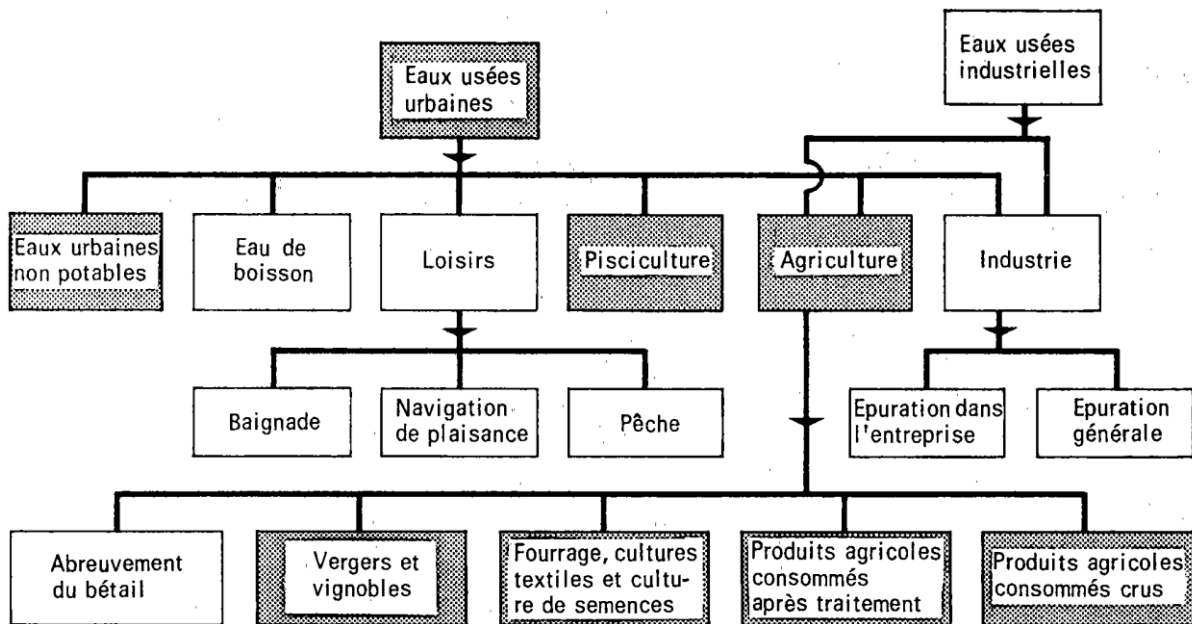 Eaux usées
industrielles
Eaux usées
urbaines
Eaux urbaines
non potables
Eau de
boisson
Loisirs
Pisciculture
Agriculture
Industrie
Baignade
Navigation
de plaisance
Pêche
Epuration dans
l'entreprise
Epuration
générale
Abreuvement
du bétail
Vergers et
vignobles
Fourrage, cultures
textiles et cultu-
re de semences
Produits agricoles
consommés
après traitement
Produits agricoles
consommés crus